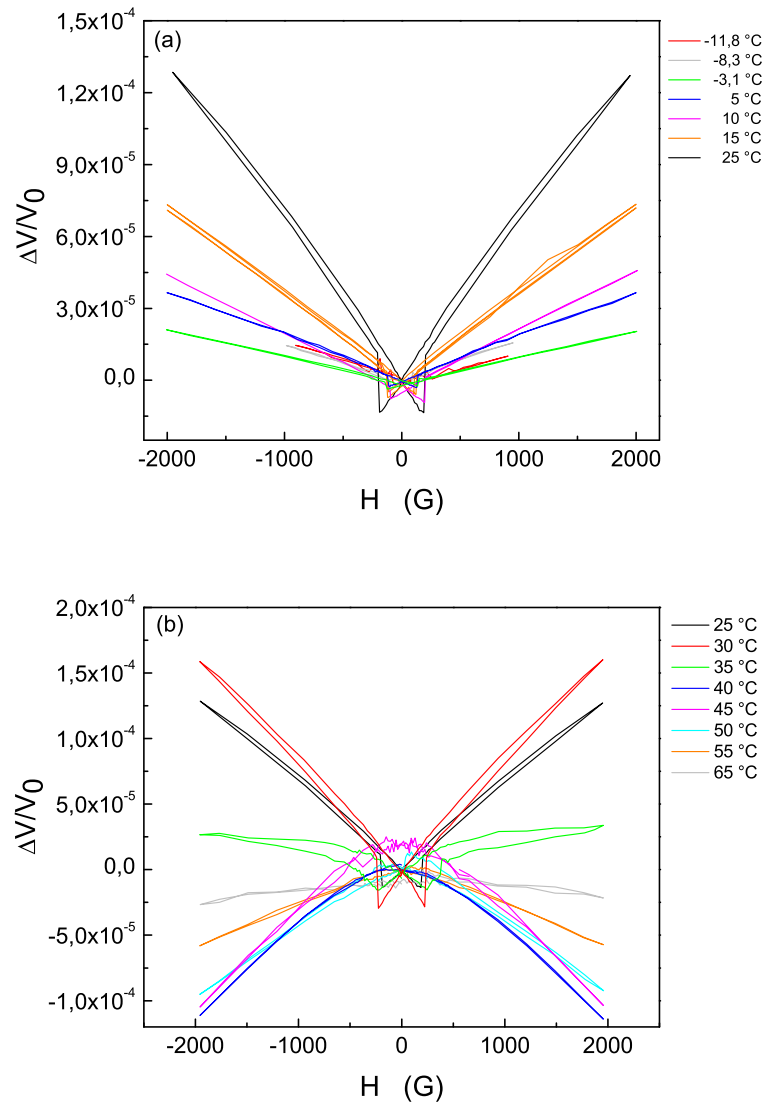 (a)
1,5x10⁻⁴
1,2x10⁻⁴
9,0x10⁻⁵
6,0x10⁻⁵
3,0x10⁻⁵
0,0
ΔV/V₀
-2000 -1000 0 1000 2000
H (G)
-11,8 °C
-8,3 °C
-3,1 °C
5 °C
10 °C
15 °C
25 °C
(b)
2,0x10⁻⁴
1,5x10⁻⁴
1,0x10⁻⁴
5,0x10⁻⁵
0,0
-5,0x10⁻⁵
-1,0x10⁻⁴
ΔV/V₀
-2000 -1000 0 1000 2000
H (G)
25 °C
30 °C
35 °C
40 °C
45 °C
50 °C
55 °C
65 °C